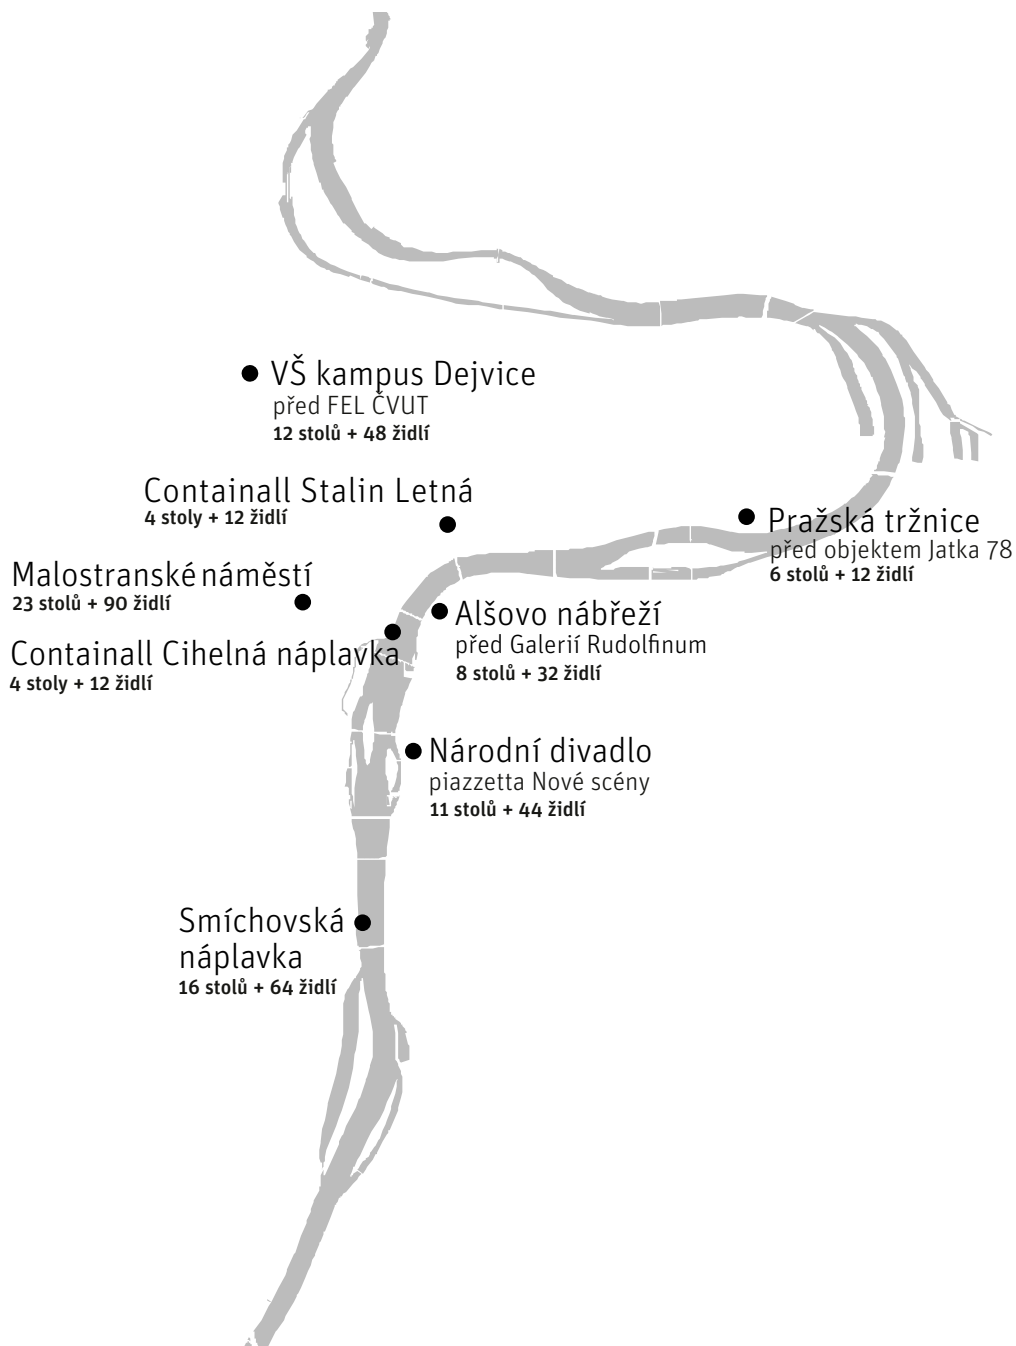 VŠ kampus Dejvice
před FEL ČVUT
12 stolů + 48 židlí
Containall Stalin Letná
4 stoly + 12 židlí
Pražská tržnice
před objektem Jatka 78
6 stolů + 12 židlí
Malostranské náměstí
23 stolů + 90 židlí
Alšovo nábřeží
před Galerií Rudolfinum
8 stolů + 32 židlí
Containall Cihelná náplavka
4 stoly + 12 židlí
Národní divadlo
piazzetta Nové scény
11 stolů + 44 židlí
Smíchovská
náplavka
16 stolů + 64 židlí